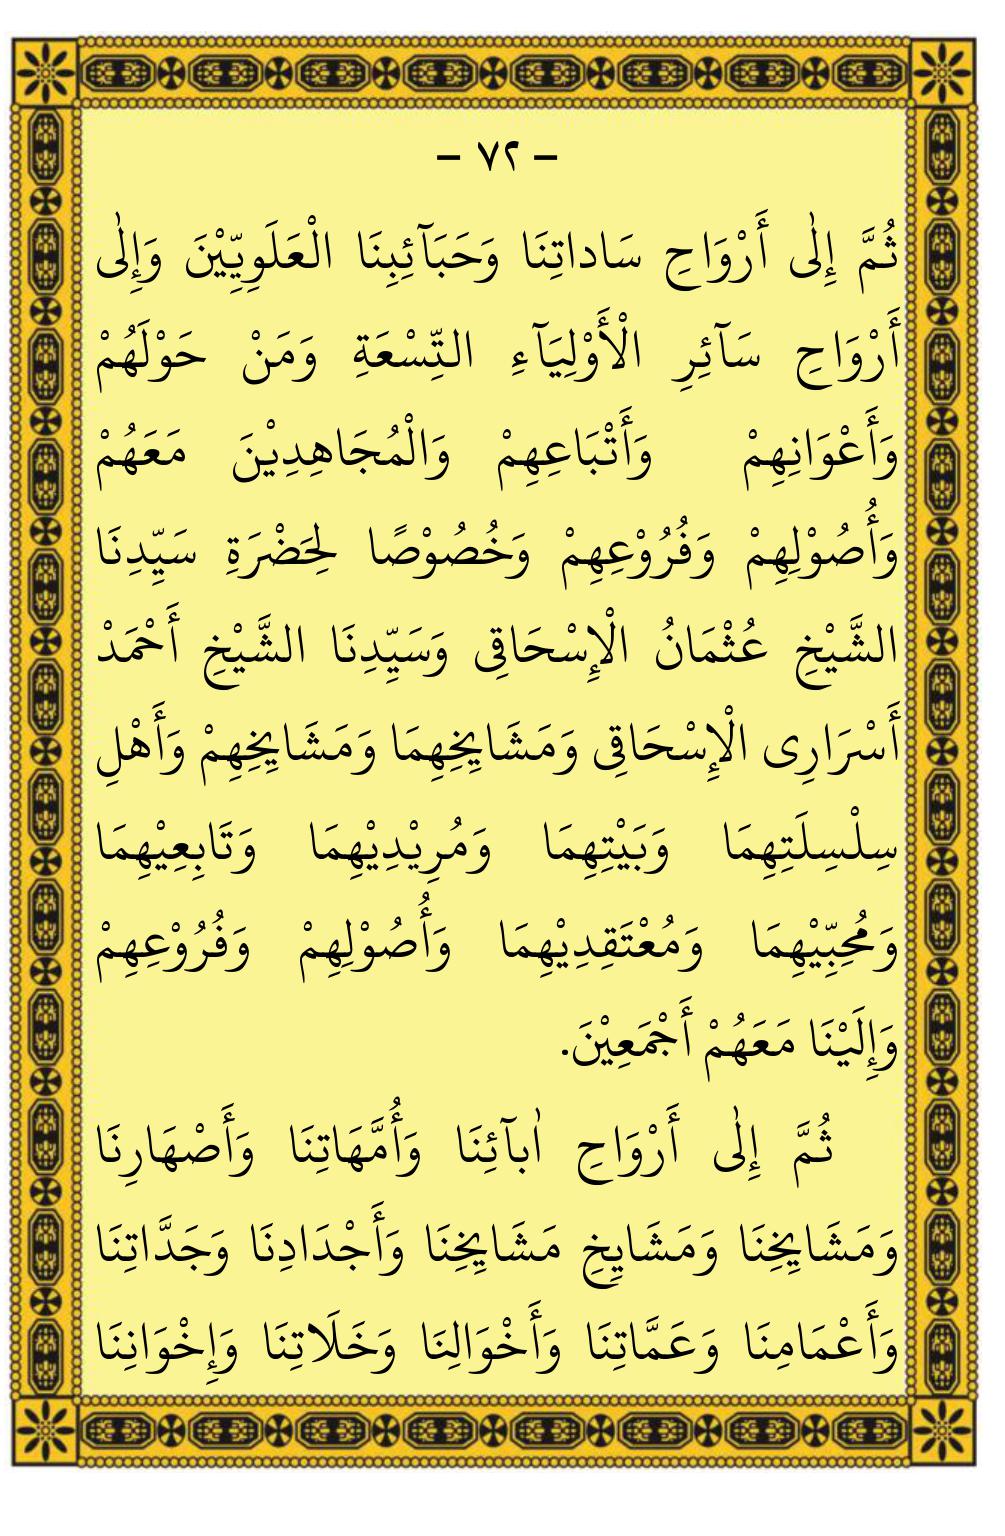 – ٧٢ –
ثُمَّ إِلٰى أَرْوَاحِ سَاداتِنَا وَحَبَآئِبِنَا الْعَلَوِيِّيْنَ وَإِلٰى
أَرْوَاحِ سَآئِرِ الْأَوْلِيَآءِ التِّسْعَةِ وَمَنْ حَوْلَهُمْ
وَأَعْوَانِهِمْ وَأَتْبَاعِهِمْ وَالْمُجَاهِدِيْنَ مَعَهُمْ
وَأُصُوْلِهِمْ وَفُرُوْعِهِمْ وَخُصُوْصًا لِحَضْرَةِ سَيِّدِنَا
الشَّيْخِ عُثْمَانُ الْإِسْحَاقِى وَسَيِّدِنَا الشَّيْخِ أَحْمَدْ
أَسْرَارِى الْإِسْحَاقِى وَمَشَايِخِهِمَا وَمَشَايِخِهِمْ وَأَهْلِ
سِلْسِلَتِهِمَا وَبَيْتِهِمَا وَمُرِيْدِيْهِمَا وَتَابِعِيْهِمَا
وَمُحِبِّيْهِمَا وَمُعْتَقِدِيْهِمَا وَأُصُوْلِهِمْ وَفُرُوْعِهِمْ
وَإِلَيْنَا مَعَهُمْ أَجْمَعِيْنَ.
ثُمَّ إِلٰى أَرْوَاحِ اٰبآئِنَا وَأُمَّهَاتِنَا وَأَصْهَارِنَا
وَمَشَايِخِنَا وَمَشَايِخِ مَشَايِخِنَا وَأَجْدَادِنَا وَجَدَّاتِنَا
وَأَعْمَامِنَا وَعَمَّاتِنَا وَأَخْوَالِنَا وَخَلَاتِنَا وَإِخْوَانِنَا